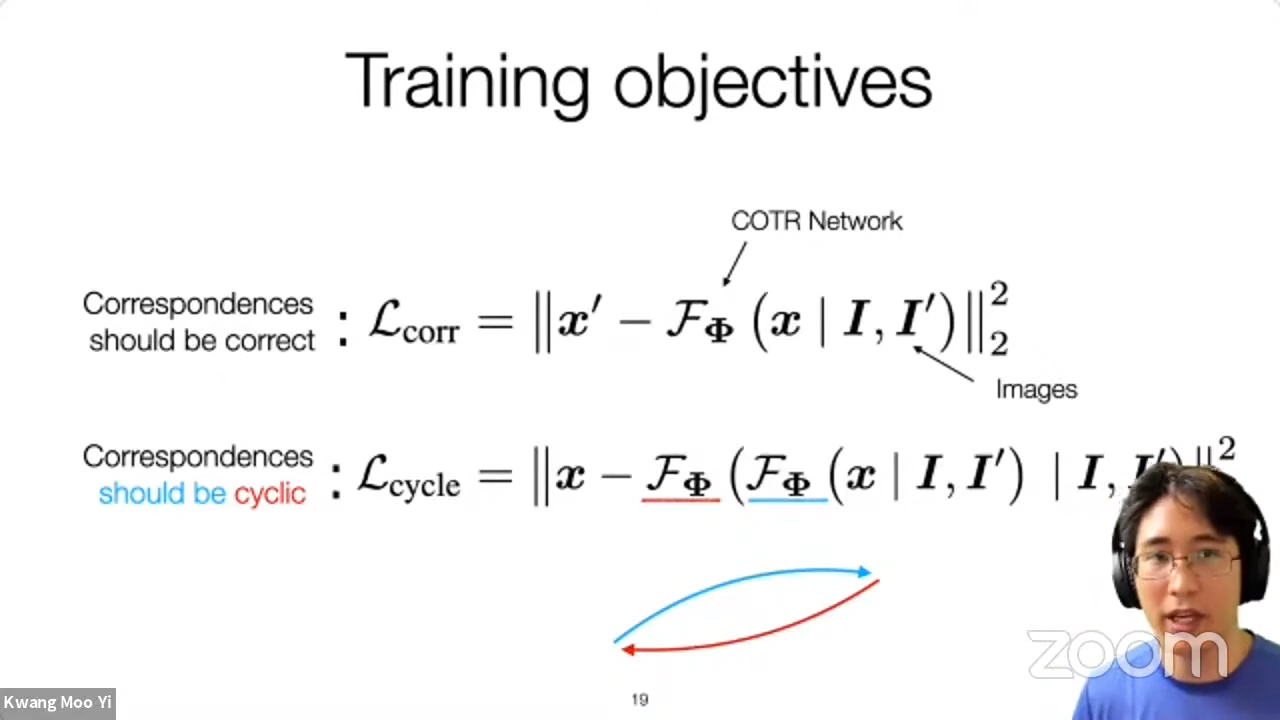 Training objectives
COTR Network
Correspondences
should be correct
: ℒcorr = ‖x′ − ℱΦ (x | I, I′)‖₂²
Images
Correspondences
should be cyclic
: ℒcycle = ‖x − ℱΦ (ℱΦ (x | I, I′) | I, I′)‖²
zoom
Kwang Moo Yi
19